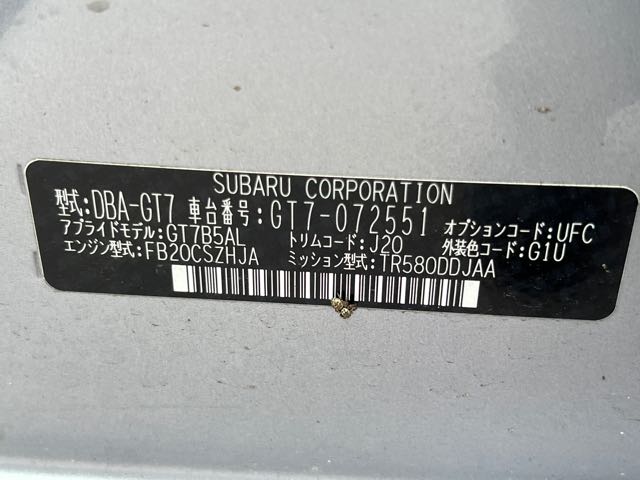 SUBARU CORPORATION
型式:DBA-GT7 車台番号:GT7-072551 オプションコード:UFC
アプライドモデル:GT7B5AL トリムコード:J20 外装色コード:G1U
エンジン型式:FB20CSZHJA ミッション型式:TR580DDJAA